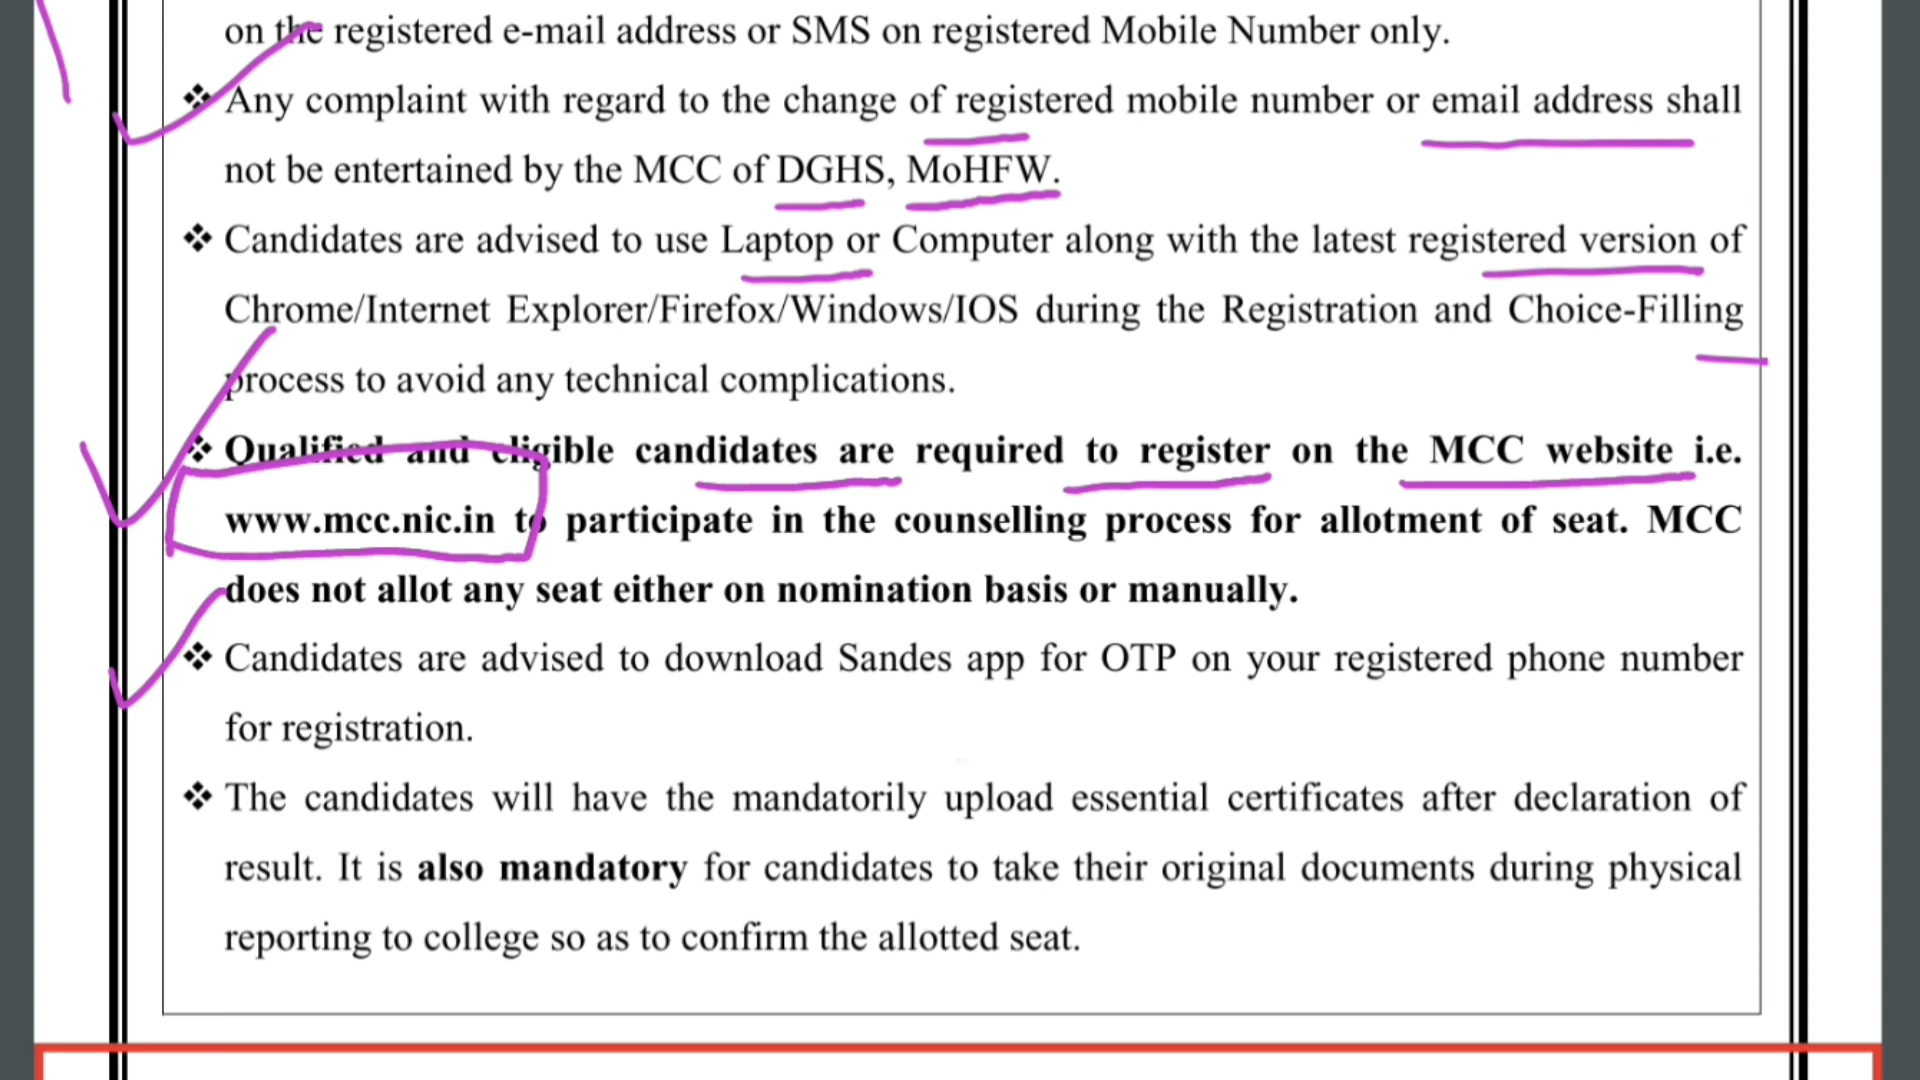 on the registered e-mail address or SMS on registered Mobile Number only.
❖ Any complaint with regard to the change of registered mobile number or email address shall
not be entertained by the MCC of DGHS, MoHFW.
❖ Candidates are advised to use Laptop or Computer along with the latest registered version of
Chrome/Internet Explorer/Firefox/Windows/IOS during the Registration and Choice-Filling
process to avoid any technical complications.
❖ Qualified and eligible candidates are required to register on the MCC website i.e.
www.mcc.nic.in to participate in the counselling process for allotment of seat. MCC
does not allot any seat either on nomination basis or manually.
❖ Candidates are advised to download Sandes app for OTP on your registered phone number
for registration.
❖ The candidates will have the mandatorily upload essential certificates after declaration of
result. It is also mandatory for candidates to take their original documents during physical
reporting to college so as to confirm the allotted seat.